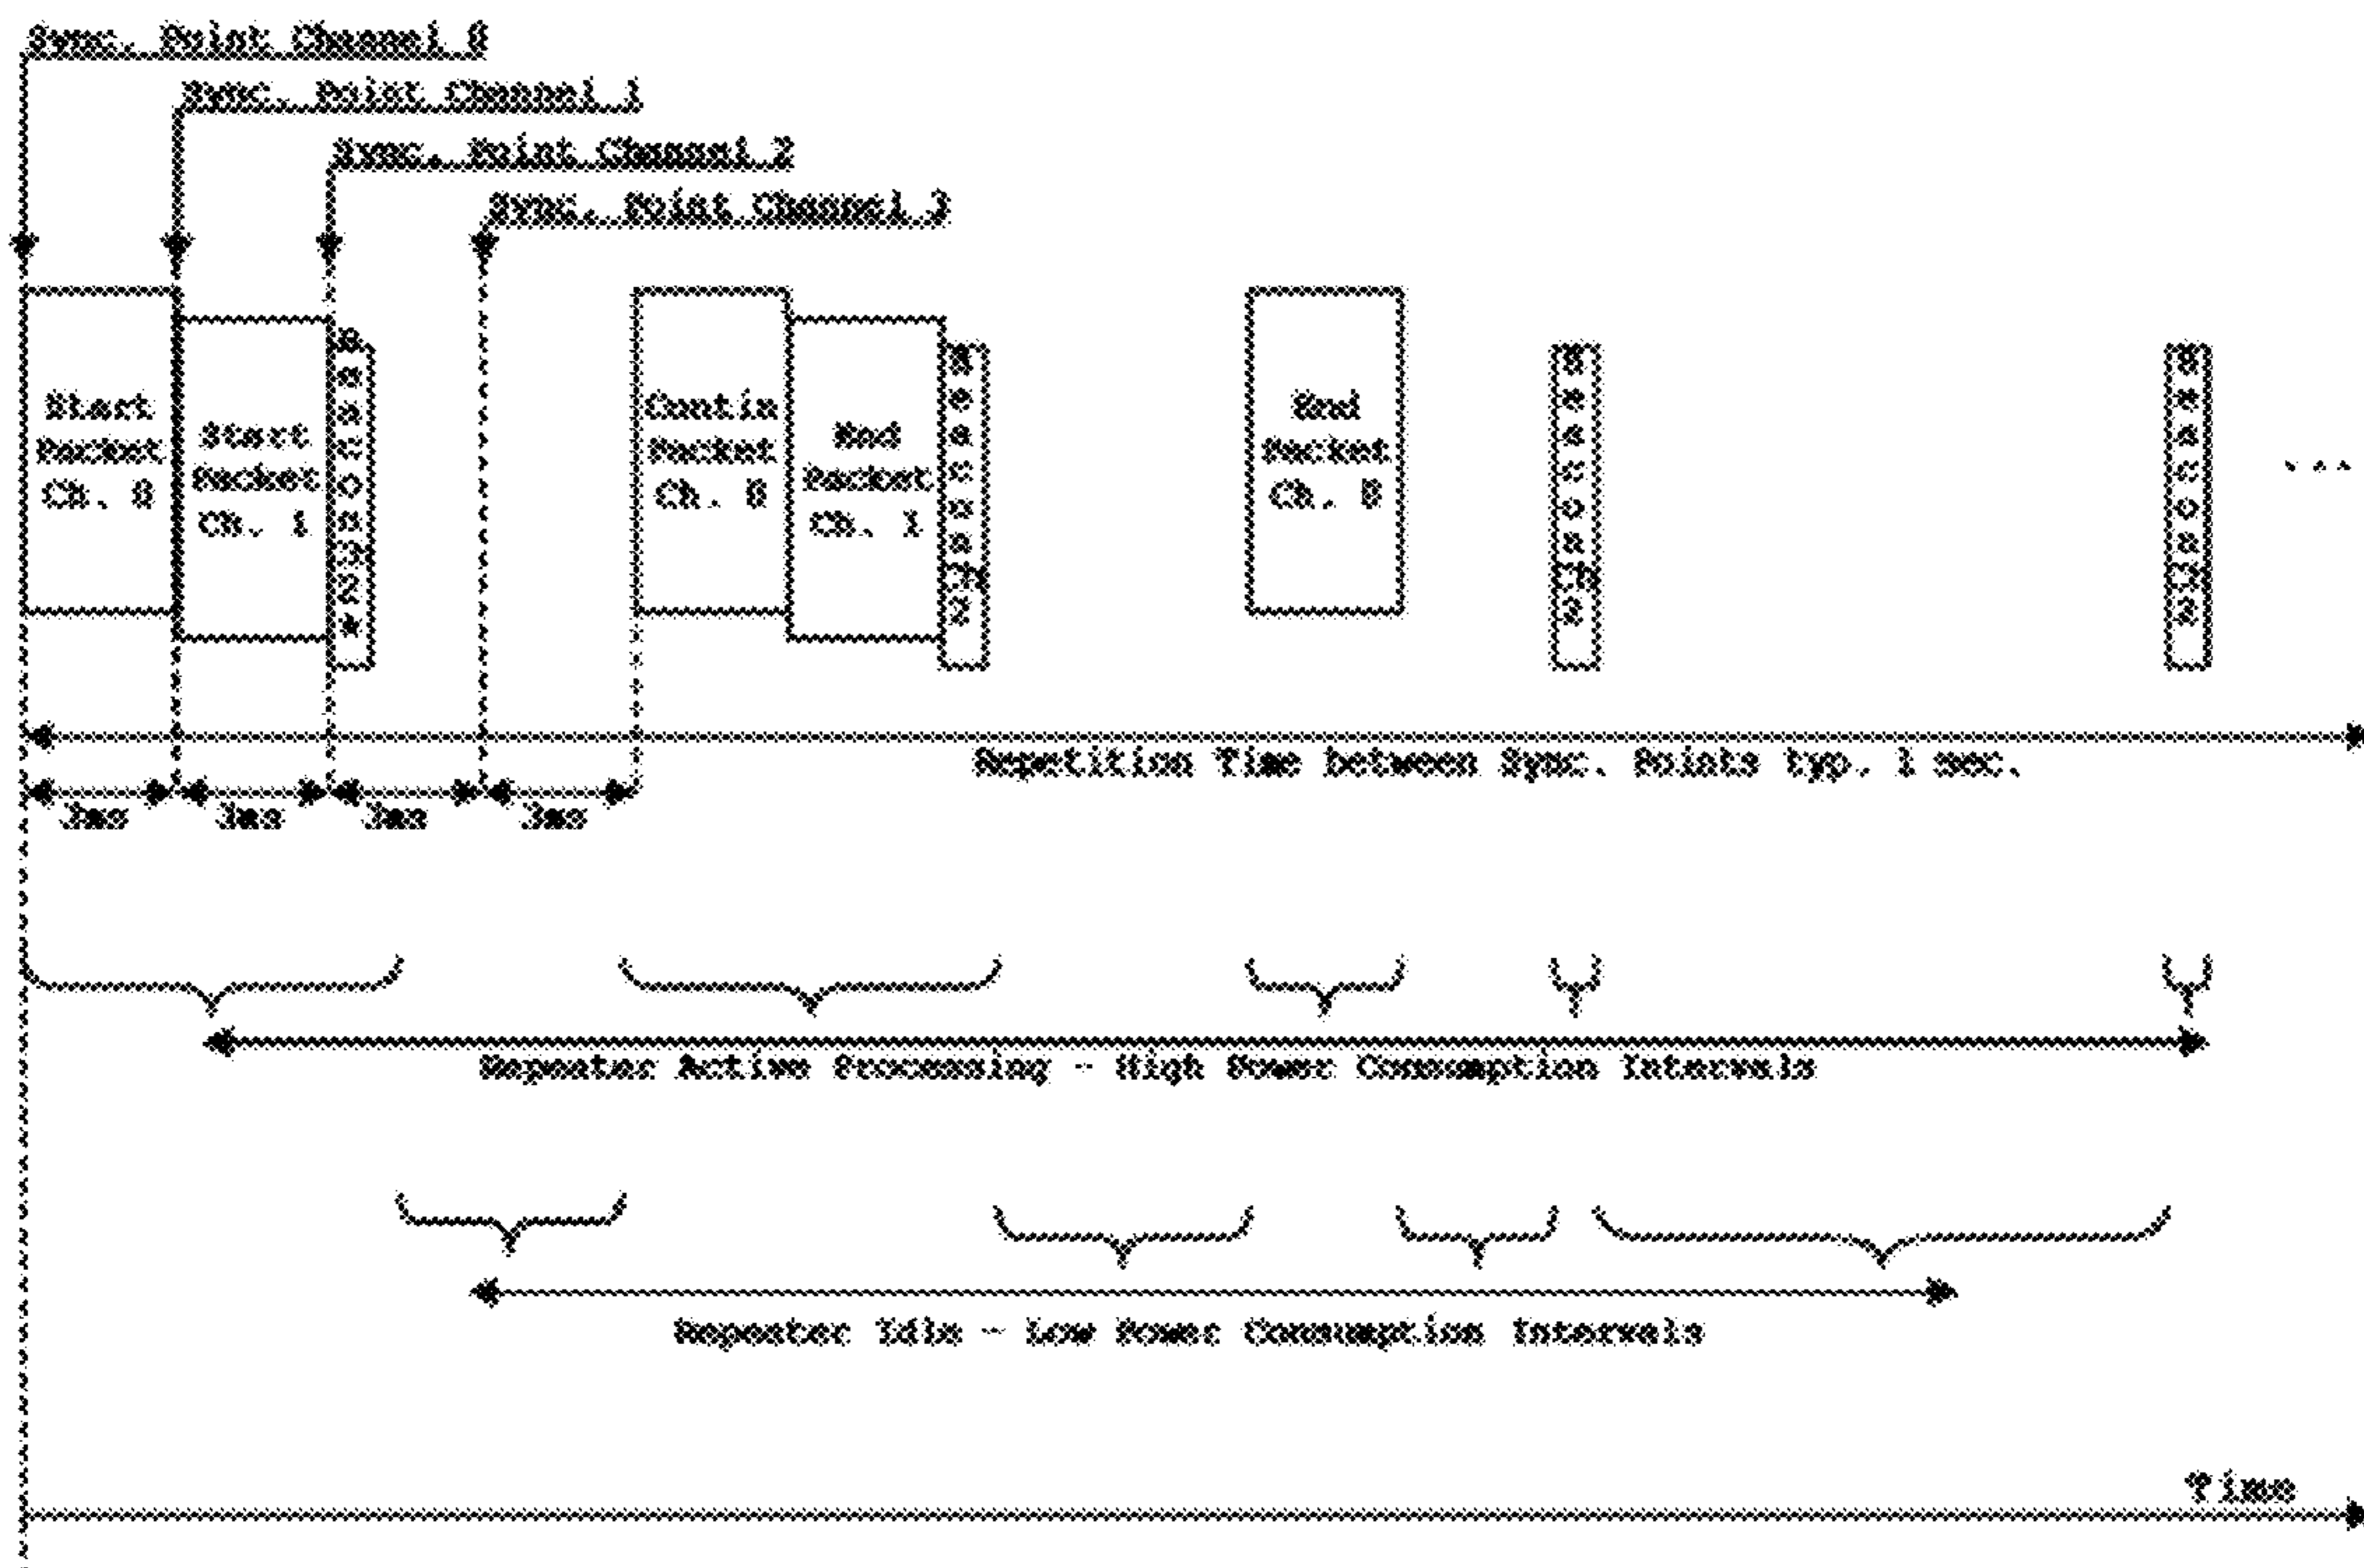 Sync. Point Channel 0
Sync. Point Channel 1
Sync. Point Channel 2
Sync. Point Channel 3
Start
Packet
Ch. 0
Start
Packet
Ch. 1
Contin
Packet
Ch. 0
End
Packet
Ch. 1
End
Packet
Ch. 0
...
Repetition Time between Sync. Points typ. 1 sec.
3ms
3ms
3ms
3ms
Repeater Active Processing - High Power Consumption Intervals
Repeater Idle - Low Power Consumption Intervals
Time